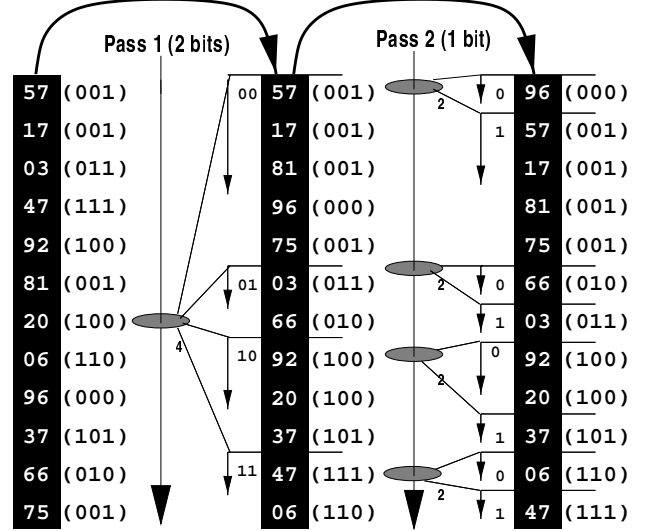 Pass 1 (2 bits) Pass 2 (1 bit)
57 (001) 00 57 (001) 2 0 96 (000)
17 (001) 17 (001) 1 57 (001)
03 (011) 81 (001) 17 (001)
47 (111) 96 (000) 81 (001)
92 (100) 75 (001) 75 (001)
81 (001) 01 03 (011) 2 0 66 (010)
20 (100) 4 66 (010) 1 03 (011)
06 (110) 10 92 (100) 2 0 92 (100)
96 (000) 20 (100) 20 (100)
37 (101) 37 (101) 1 37 (101)
66 (010) 11 47 (111) 2 0 06 (110)
75 (001) 06 (110) 1 47 (111)